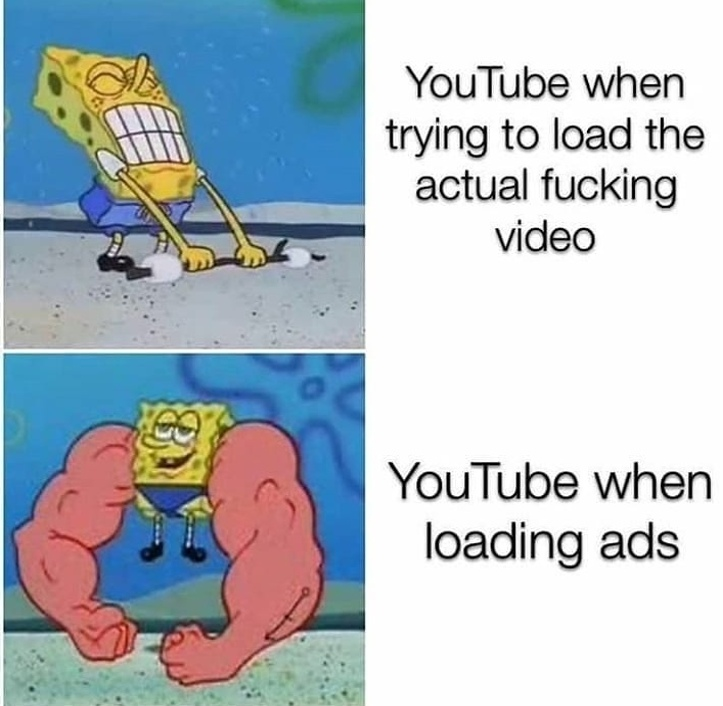 YouTube when
trying to load the
actual fucking
video
YouTube when
loading ads